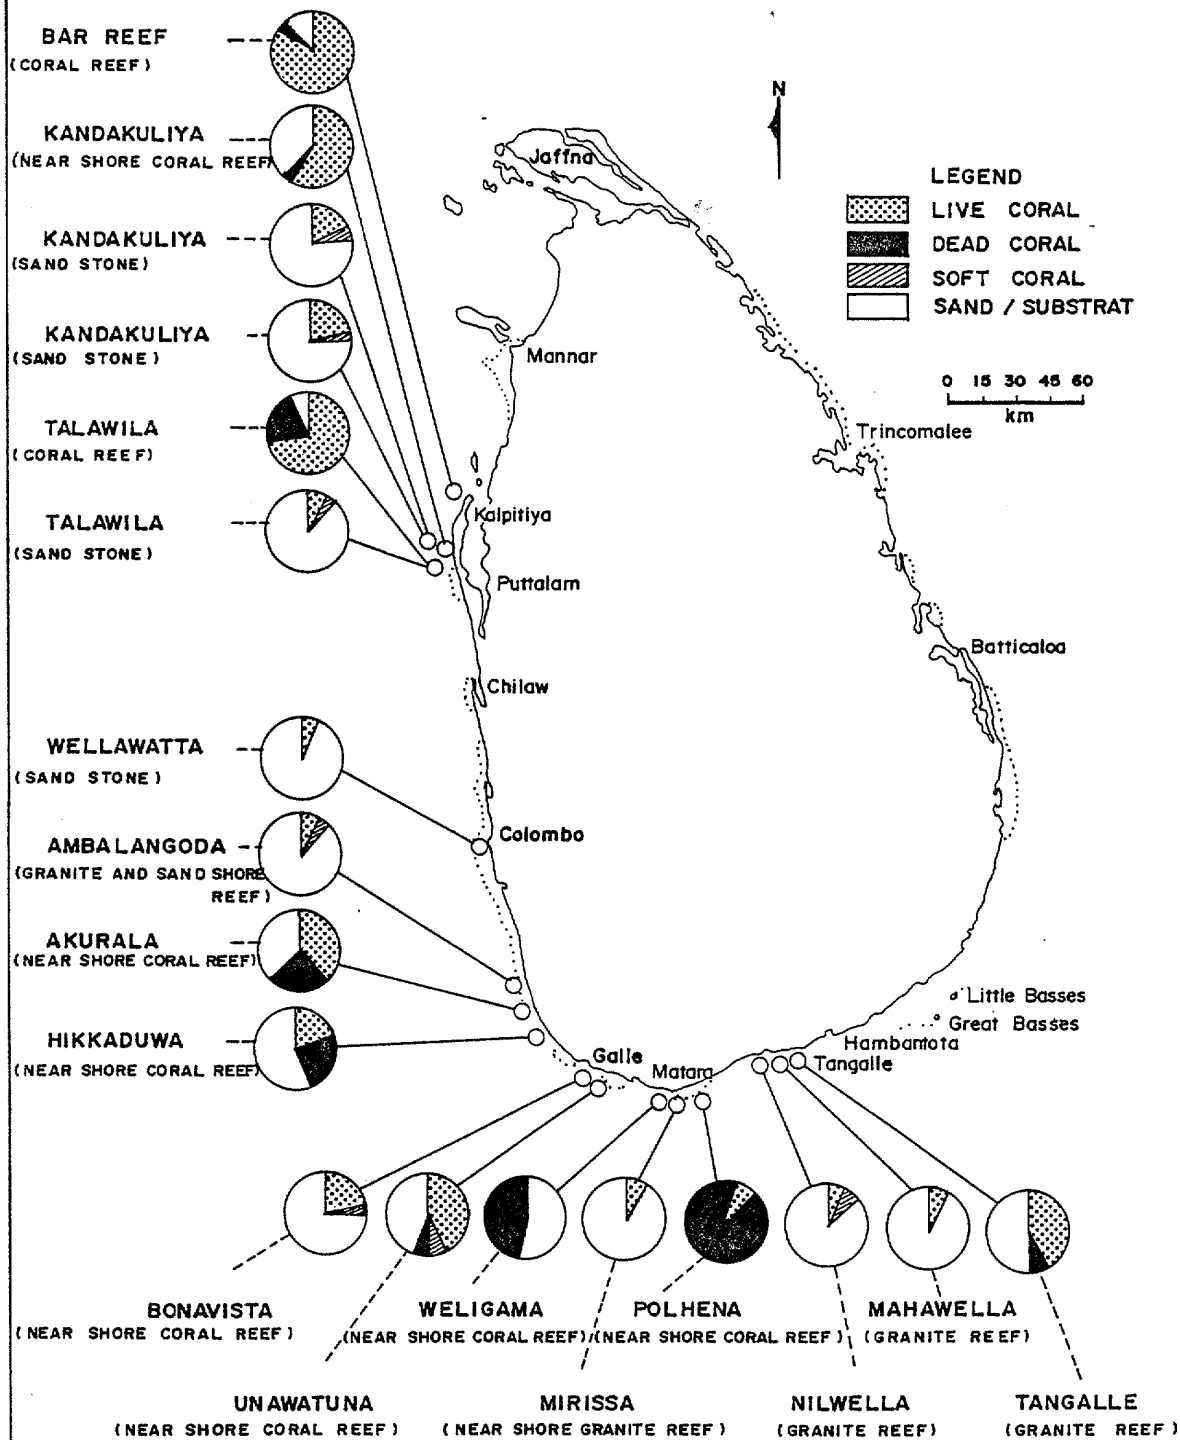 BAR REEF
(CORAL REEF)
KANDAKULIYA
(NEAR SHORE CORAL REEF)
KANDAKULIYA
(SAND STONE)
KANDAKULIYA
(SAND STONE)
TALAWILA
(CORAL REEF)
TALAWILA
(SAND STONE)
WELLAWATTA
(SAND STONE)
AMBALANGODA
(GRANITE AND SAND SHORE
REEF)
AKURALA
(NEAR SHORE CORAL REEF)
HIKKADUWA
(NEAR SHORE CORAL REEF)
N
LEGEND
LIVE CORAL
DEAD CORAL
SOFT CORAL
SAND / SUBSTRAT
0 15 30 45 60
km
Jaffna
Mannar
Trincomalee
Kalpitiya
Puttalam
Batticaloa
Chilaw
Colombo
Little Basses
Great Basses
Hambantota
Tangalle
Galle
Matara
BONAVISTA
(NEAR SHORE CORAL REEF)
WELIGAMA
(NEAR SHORE CORAL REEF)
POLHENA
(NEAR SHORE CORAL REEF)
MAHAWELLA
(GRANITE REEF)
UNAWATUNA
(NEAR SHORE CORAL REEF)
MIRISSA
(NEAR SHORE GRANITE REEF)
NILWELLA
(GRANITE REEF)
TANGALLE
(GRANITE REEF)